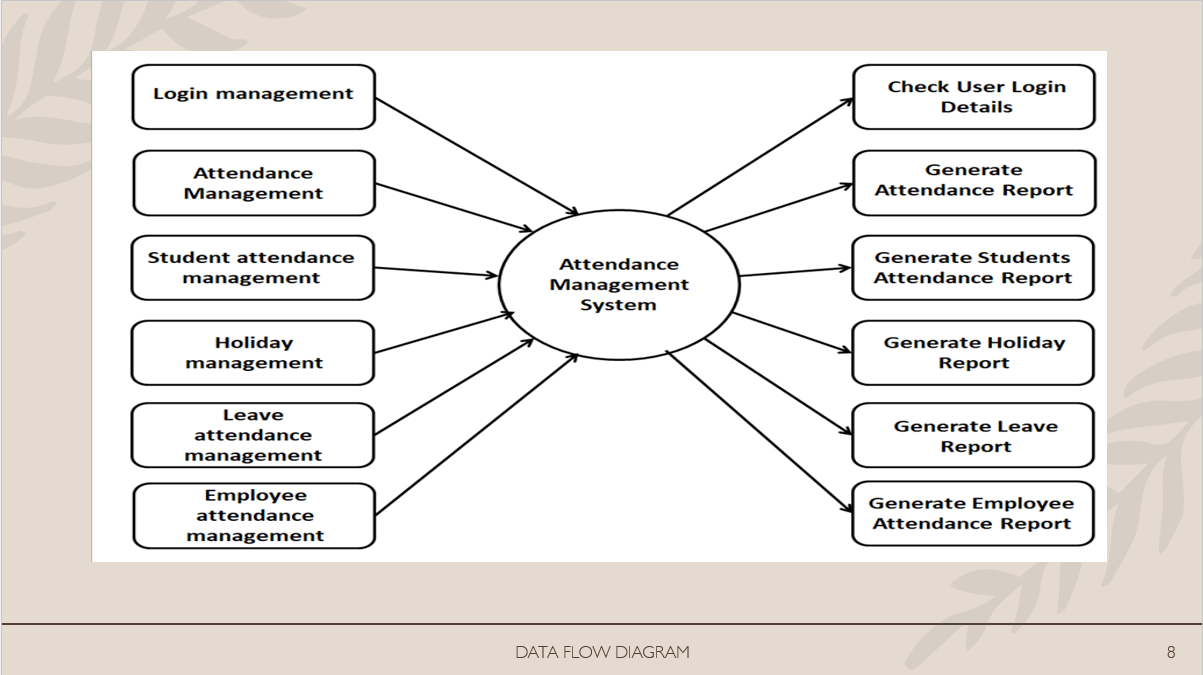 Login management
Attendance
Management
Student attendance
management
Holiday
management
Leave
attendance
management
Employee
attendance
management
Attendance
Management
System
Check User Login
Details
Generate
Attendance Report
Generate Students
Attendance Report
Generate Holiday
Report
Generate Leave
Report
Generate Employee
Attendance Report
DATA FLOW DIAGRAM
8